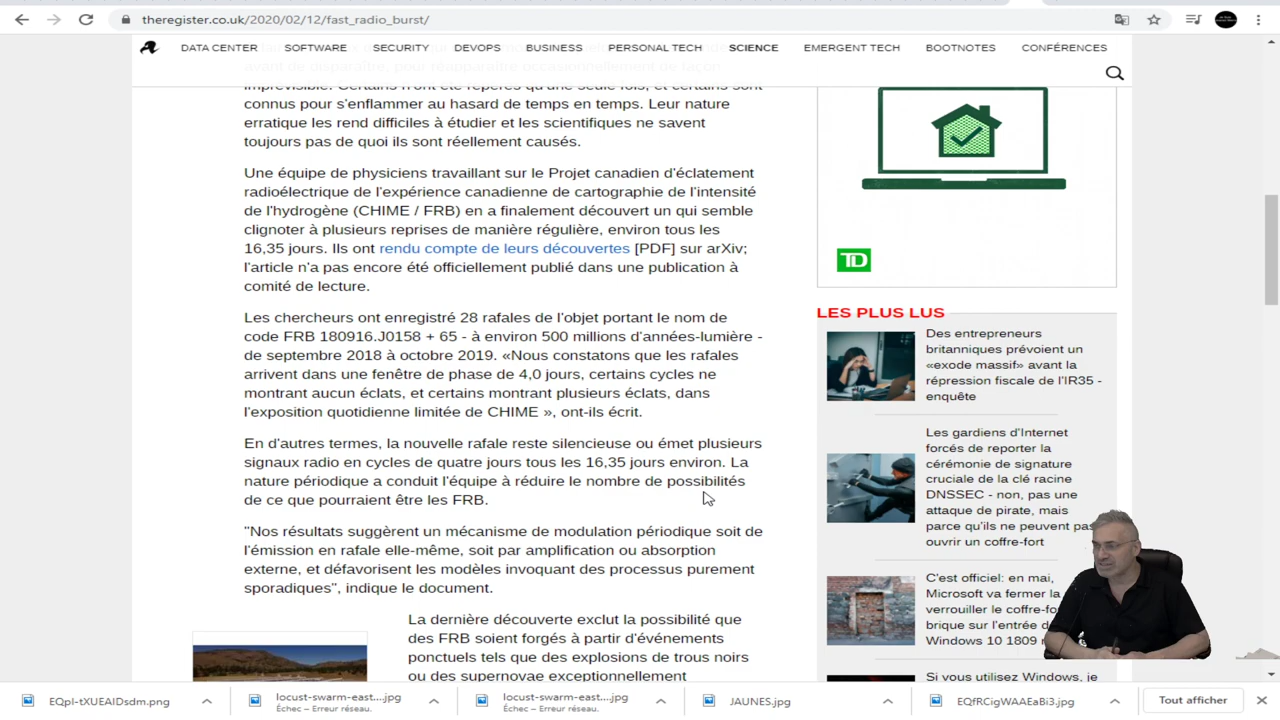 theregister.co.uk/2020/02/12/fast_radio_burst/
DATA CENTER SOFTWARE SECURITY DEVOPS BUSINESS PERSONAL TECH SCIENCE EMERGENT TECH BOOTNOTES CONFÉRENCES
avant de disparaître, pour réapparaître occasionnellement de façon
imprévisible. Certains n'ont été repérés qu'une seule fois, et certains sont
connus pour s'enflammer au hasard de temps en temps. Leur nature
erratique les rend difficiles à étudier et les scientifiques ne savent
toujours pas de quoi ils sont réellement causés.
Une équipe de physiciens travaillant sur le Projet canadien d'éclatement
radioélectrique de l'expérience canadienne de cartographie de l'intensité
de l'hydrogène (CHIME / FRB) en a finalement découvert un qui semble
clignoter à plusieurs reprises de manière régulière, environ tous les
16,35 jours. Ils ont rendu compte de leurs découvertes [PDF] sur arXiv;
l'article n'a pas encore été officiellement publié dans une publication à
comité de lecture.
Les chercheurs ont enregistré 28 rafales de l'objet portant le nom de
code FRB 180916.J0158 + 65 - à environ 500 millions d'années-lumière -
de septembre 2018 à octobre 2019. «Nous constatons que les rafales
arrivent dans une fenêtre de phase de 4,0 jours, certains cycles ne
montrant aucun éclats, et certains montrant plusieurs éclats, dans
l'exposition quotidienne limitée de CHIME », ont-ils écrit.
En d'autres termes, la nouvelle rafale reste silencieuse ou émet plusieurs
signaux radio en cycles de quatre jours tous les 16,35 jours environ. La
nature périodique a conduit l'équipe à réduire le nombre de possibilités
de ce que pourraient être les FRB.
"Nos résultats suggèrent un mécanisme de modulation périodique soit de
l'émission en rafale elle-même, soit par amplification ou absorption
externe, et défavorisent les modèles invoquant des processus purement
sporadiques", indique le document.
La dernière découverte exclut la possibilité que
des FRB soient forgés à partir d'événements
ponctuels tels que des explosions de trous noirs
ou des supernovae exceptionnellement
TD
LES PLUS LUS
Des entrepreneurs
britanniques prévoient un
«exode massif» avant la
répression fiscale de l'IR35 -
enquête
Les gardiens d'Internet
forcés de reporter la
cérémonie de signature
cruciale de la clé racine
DNSSEC - non, pas une
attaque de pirate, mais
parce qu'ils ne peuvent pas
ouvrir un coffre-fort
C'est officiel: en mai,
Microsoft va fermer la
verrouiller le coffre-fo
brique sur l'entrée d
Windows 10 1809
Si vous utilisez Windows, je
EQpI-tXUEAIDsdm.png
locust-swarm-east....jpg
Échec – Erreur réseau.
locust-swarm-east....jpg
Échec – Erreur réseau.
JAUNES.jpg
EQfRCigWAAEaBi3.jpg
Tout afficher